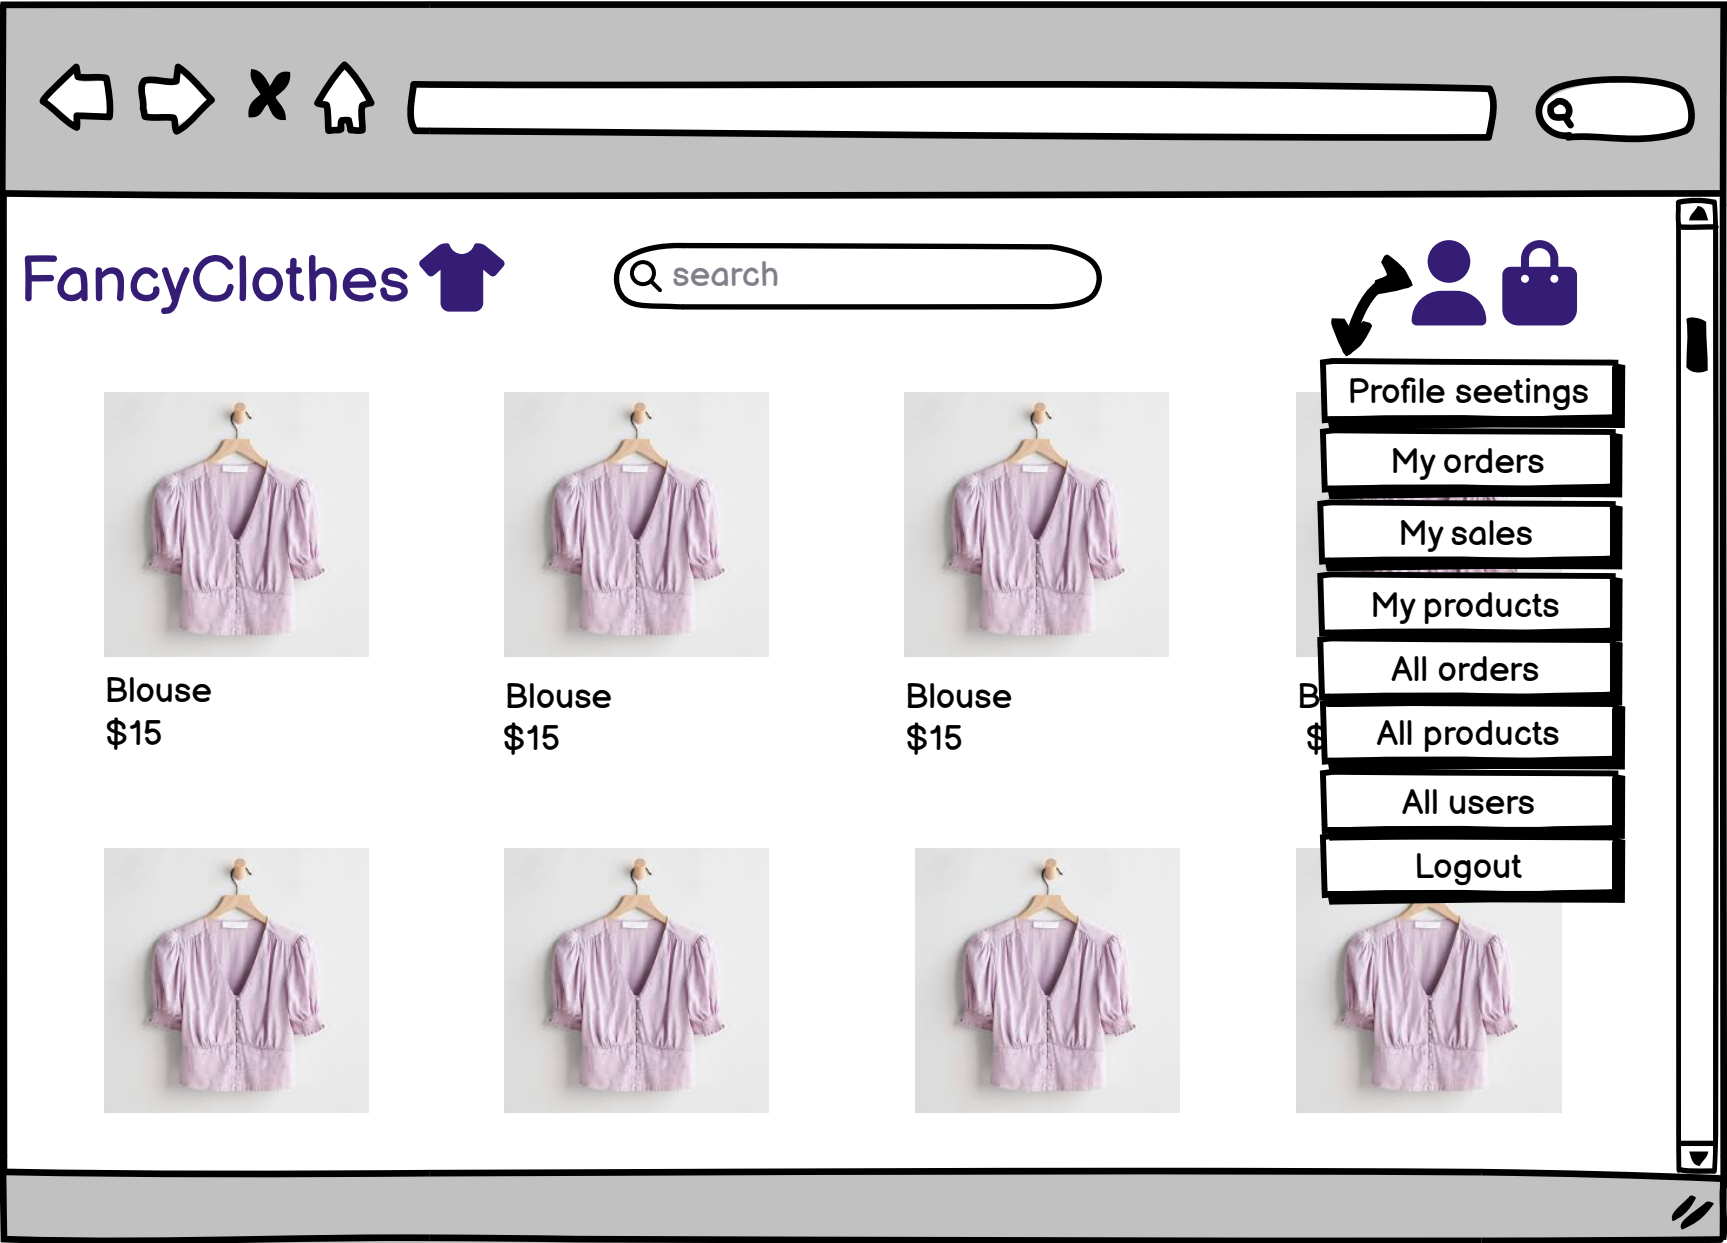 FancyClothes
search
Profile seetings
My orders
My sales
My products
All orders
All products
All users
Logout
Blouse
$15
Blouse
$15
Blouse
$15
B
$